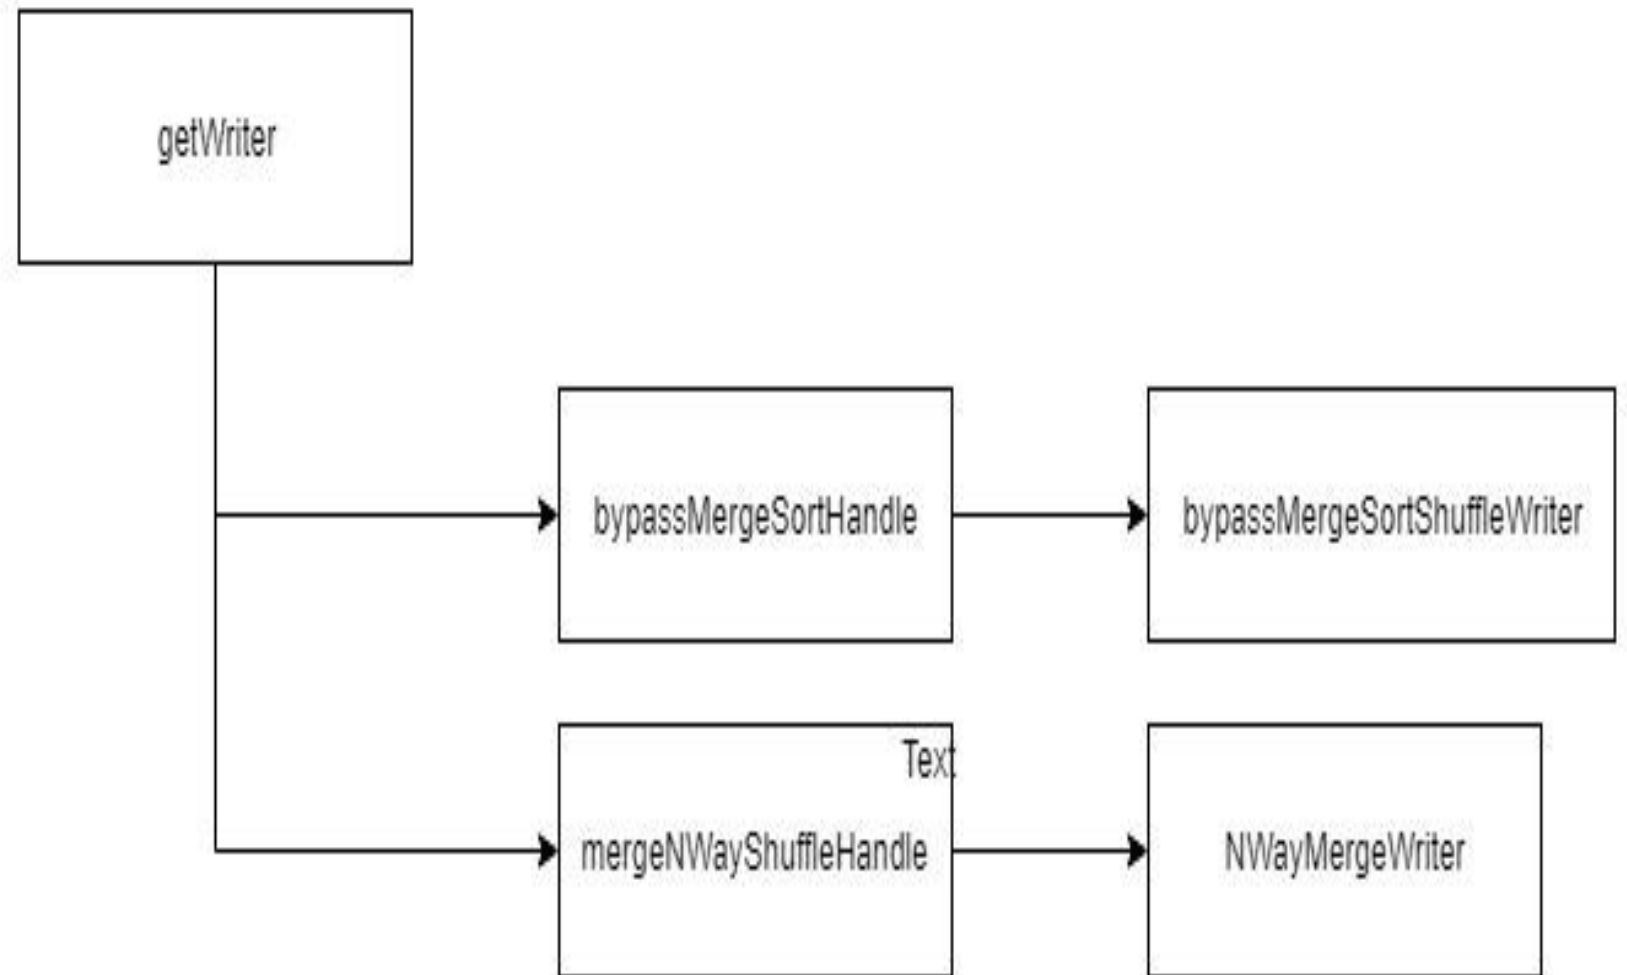 getWriter
bypassMergeSortHandle
bypassMergeSortShuffleWriter
Text
mergeNWayShuffleHandle
NWayMergeWriter